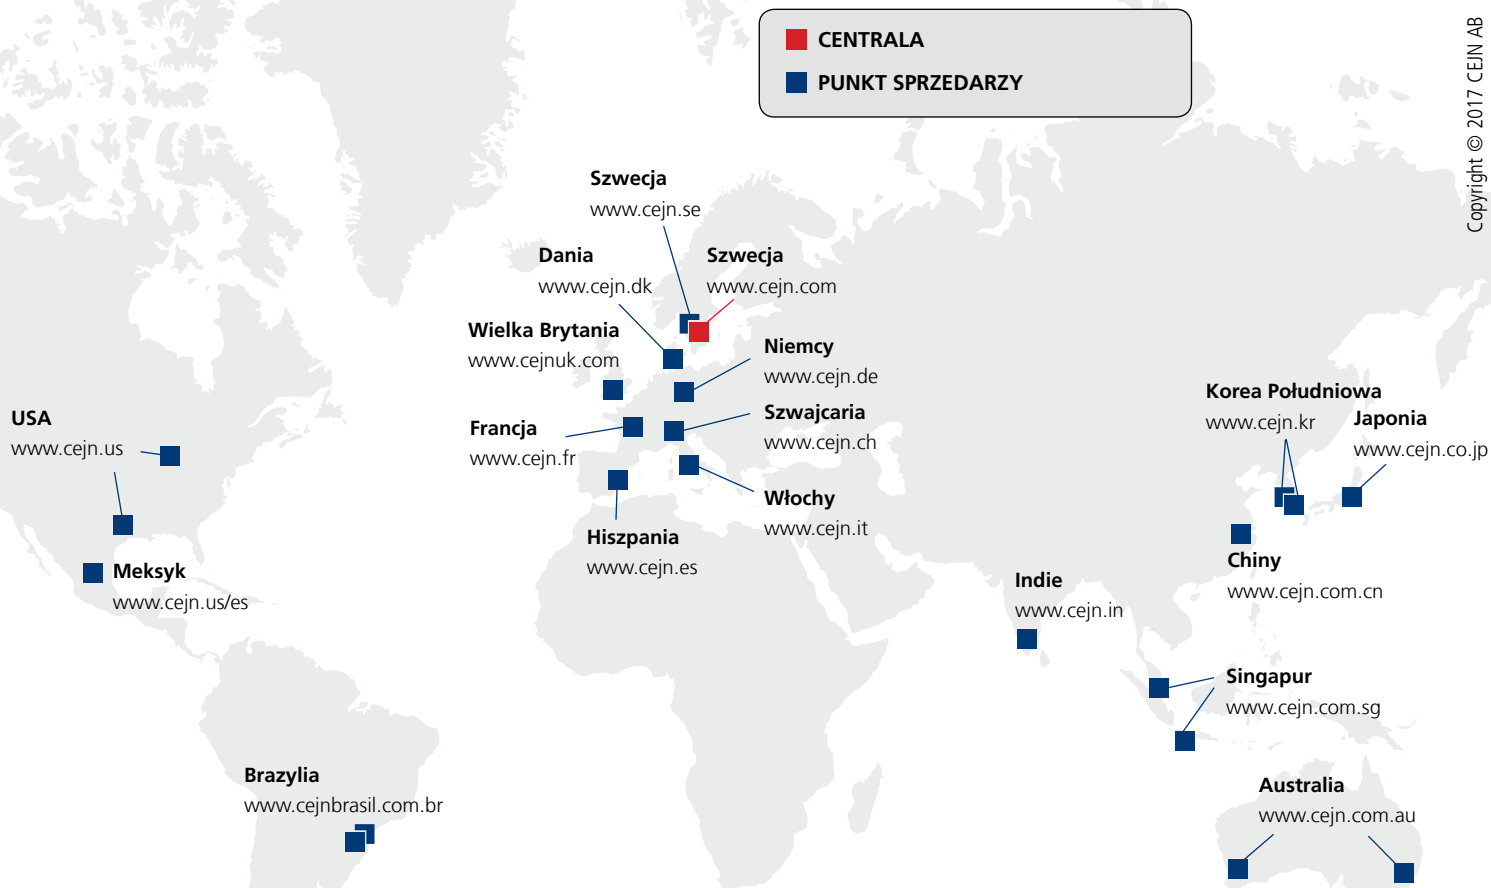 CENTRALA
PUNKT SPRZEDARZY
Copyright © 2017 CEJN AB
Szwecja
www.cejn.se
Dania
www.cejn.dk
Szwecja
www.cejn.com
Wielka Brytania
www.cejnuk.com
Niemcy
www.cejn.de
Francja
www.cejn.fr
Szwajcaria
www.cejn.ch
Włochy
www.cejn.it
Hiszpania
www.cejn.es
USA
www.cejn.us
Meksyk
www.cejn.us/es
Brazylia
www.cejnbrasil.com.br
Korea Południowa
www.cejn.kr
Japonia
www.cejn.co.jp
Chiny
www.cejn.com.cn
Indie
www.cejn.in
Singapur
www.cejn.com.sg
Australia
www.cejn.com.au